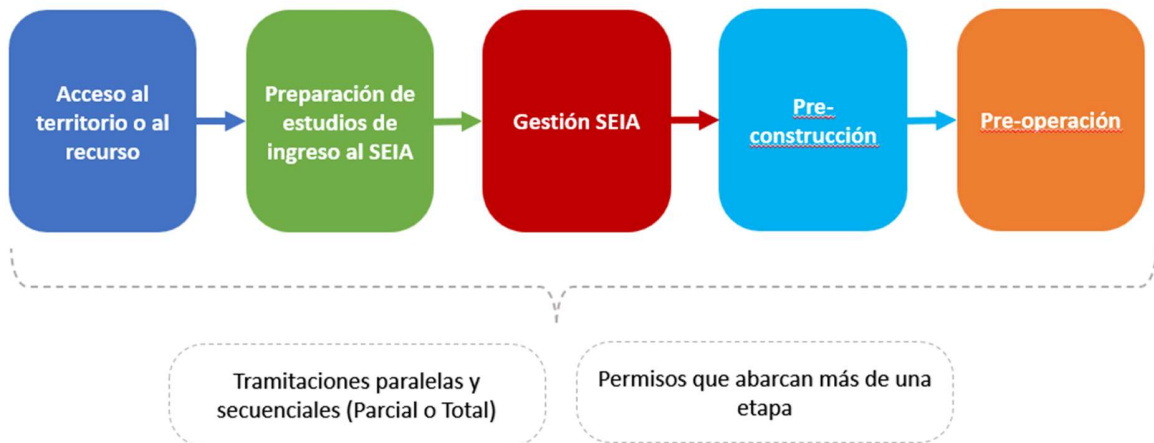 Acceso al
territorio o al
recurso
Preparación de
estudios de
ingreso al SEIA
Gestión SEIA
Pre-
construcción
Pre-operación
Tramitaciones paralelas y
secuenciales (Parcial o Total)
Permisos que abarcan más de una
etapa